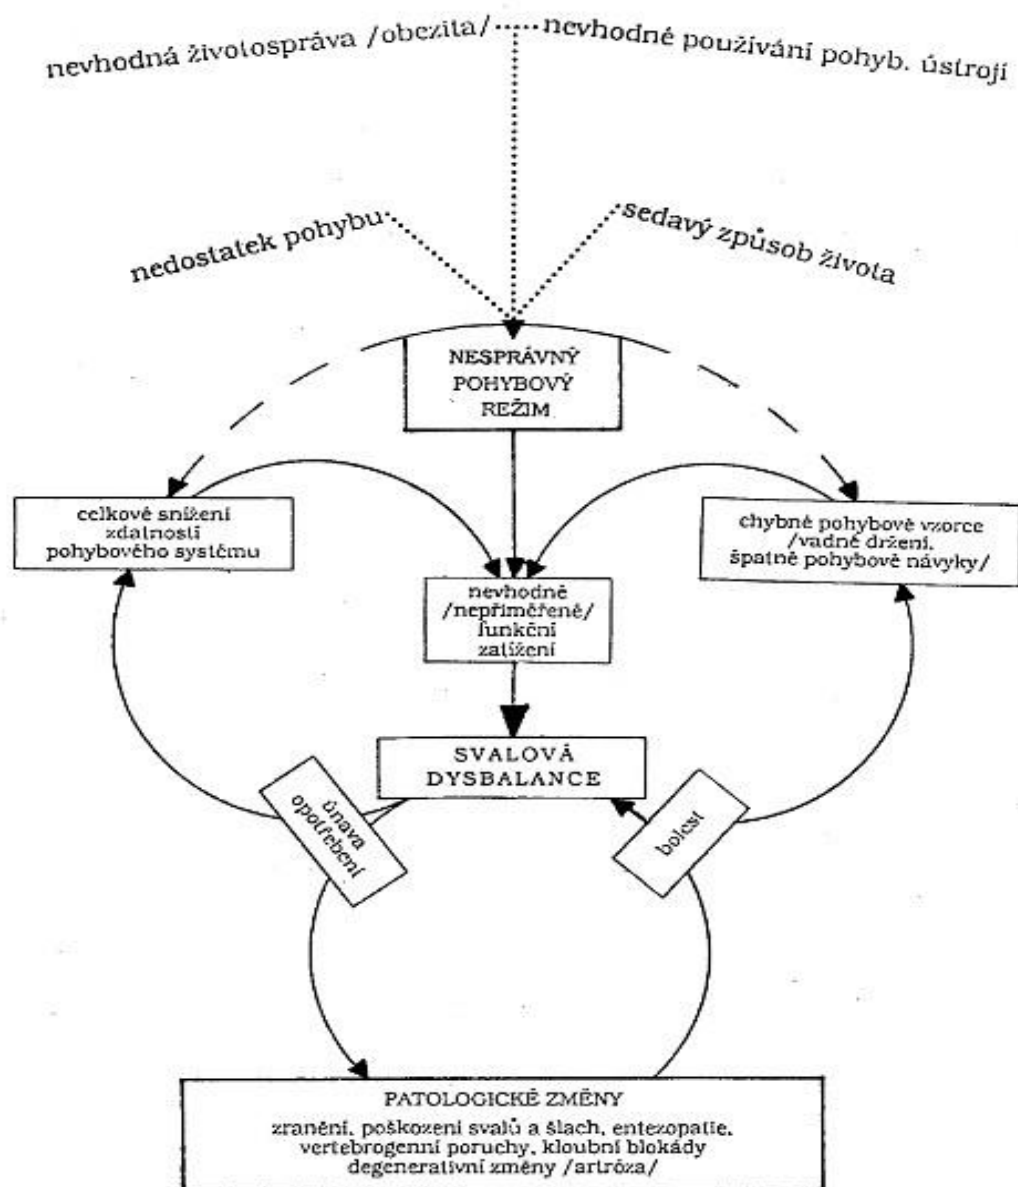 nevhodná životospráva /obezita/
nevhodné používání pohyb. ústrojí
nedostatek pohybu
sedavý způsob života
NESPRÁVNÝ
POHYBOVÝ
REŽIM
celkové snížení
zdatnosti
pohybového systému
chybné pohybové vzorce
/vadné držení,
špatné pohybové návyky/
nevhodné
/nepřiměřené/
funkční
zatížení
SVALOVÁ
DYSBALANCE
únava
opotřebení
bolest
PATOLOGICKÉ ZMĚNY
zranění, poškození svalů a šlach, entezopatie,
vertebrogenní poruchy, kloubní blokády
degenerativní změny /artróza/